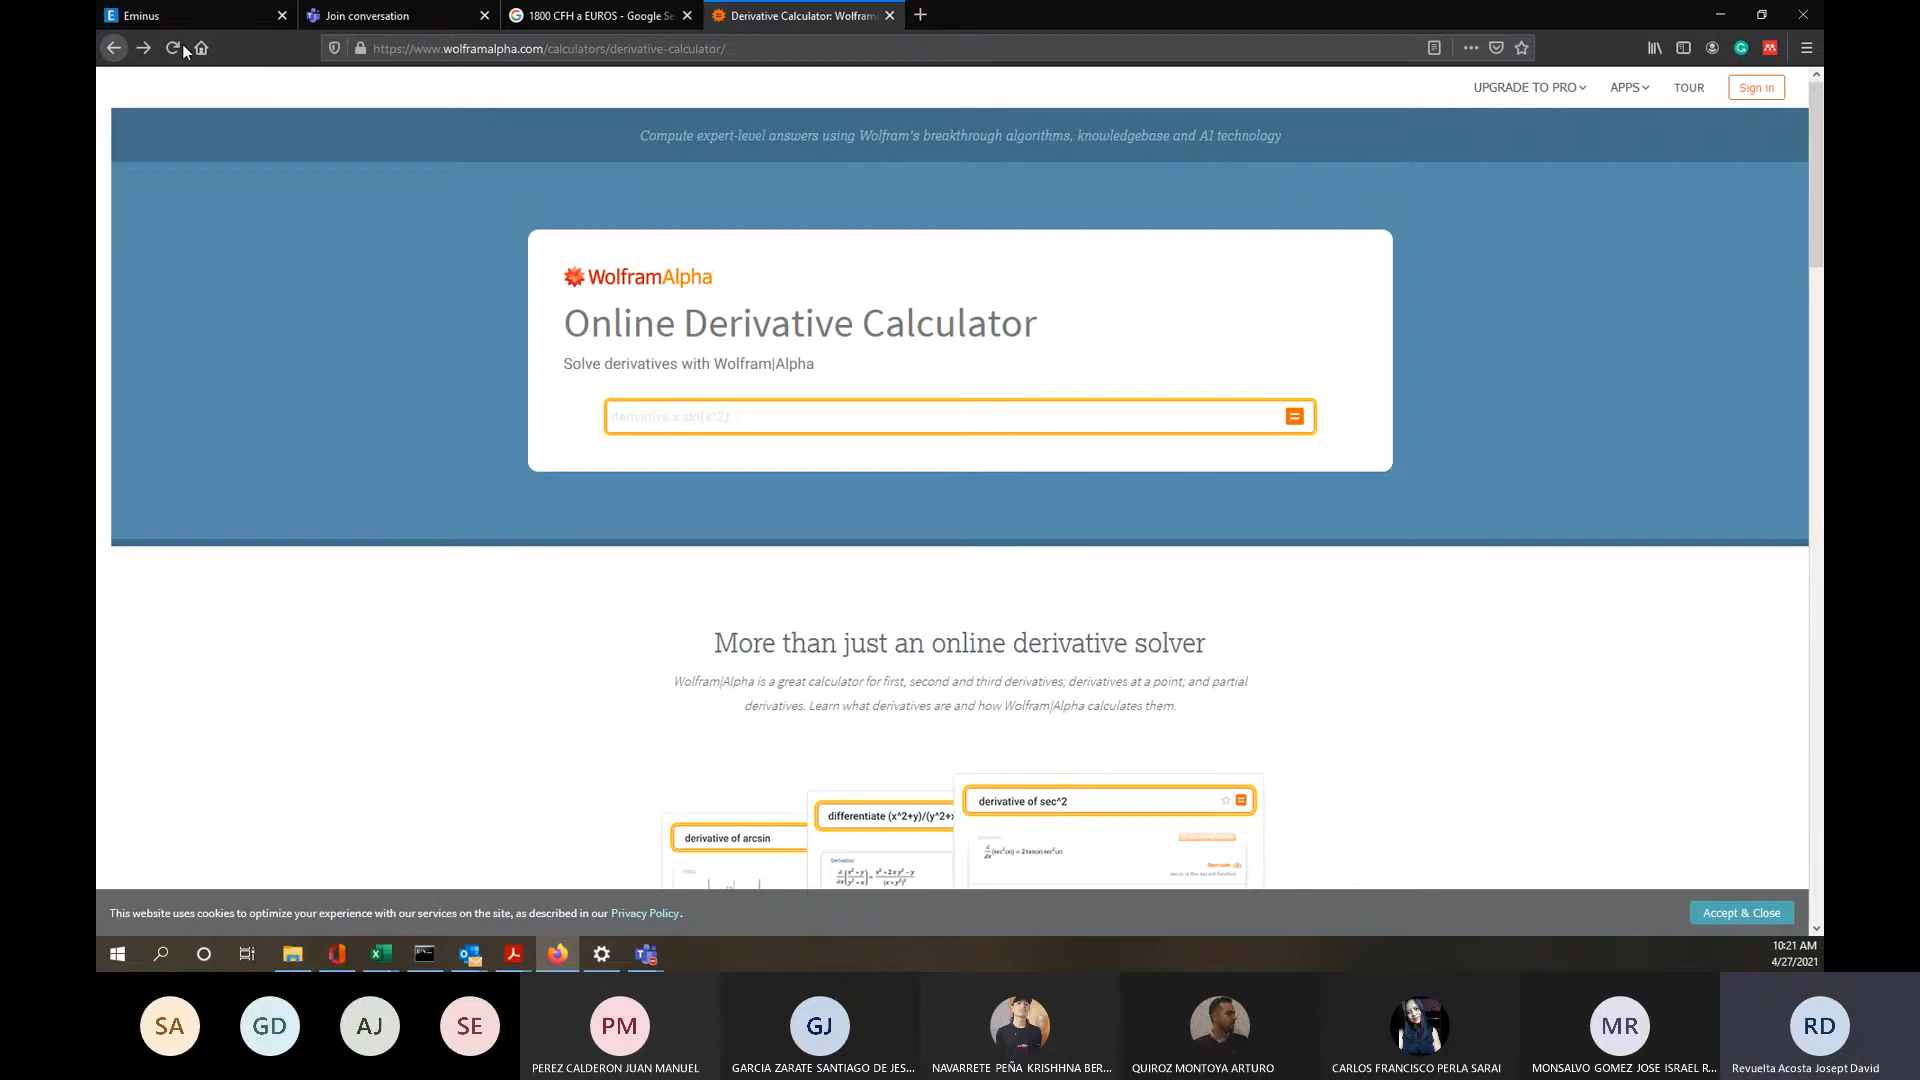 Eminus
Join conversation
1800 CFH a EUROS - Google Se
Derivative Calculator: Wolfram|
https://www.wolframalpha.com/calculators/derivative-calculator/
UPGRADE TO PRO
APPS
TOUR
Sign in
Compute expert-level answers using Wolfram's breakthrough algorithms, knowledgebase and AI technology
WolframAlpha
Online Derivative Calculator
Solve derivatives with Wolfram|Alpha
derivative x sin(x^2)
More than just an online derivative solver
Wolfram|Alpha is a great calculator for first, second and third derivatives; derivatives at a point; and partial
derivatives. Learn what derivatives are and how Wolfram|Alpha calculates them.
derivative of sec^2
differentiate (x^2+y)/(y^2+x
derivative of arcsin
Derivative:
d/dx(sec²(x)) = 2 tan(x) sec²(x)
Open code
This website uses cookies to optimize your experience with our services on the site, as described in our Privacy Policy.
Accept & Close
10:21 AM
4/27/2021
SA
GD
AJ
SE
PM
GJ
MR
RD
PEREZ CALDERON JUAN MANUEL
GARCIA ZARATE SANTIAGO DE JES...
NAVARRETE PEÑA KRISHHNA BER...
QUIROZ MONTOYA ARTURO
CARLOS FRANCISCO PERLA SARAI
MONSALVO GOMEZ JOSE ISRAEL R...
Revuelta Acosta Josept David